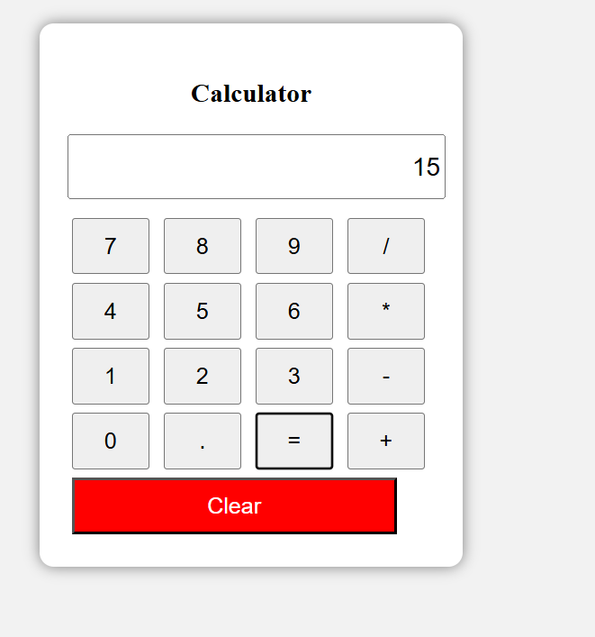 Calculator
15
7 8 9 /
4 5 6 *
1 2 3 -
0 . = +
Clear